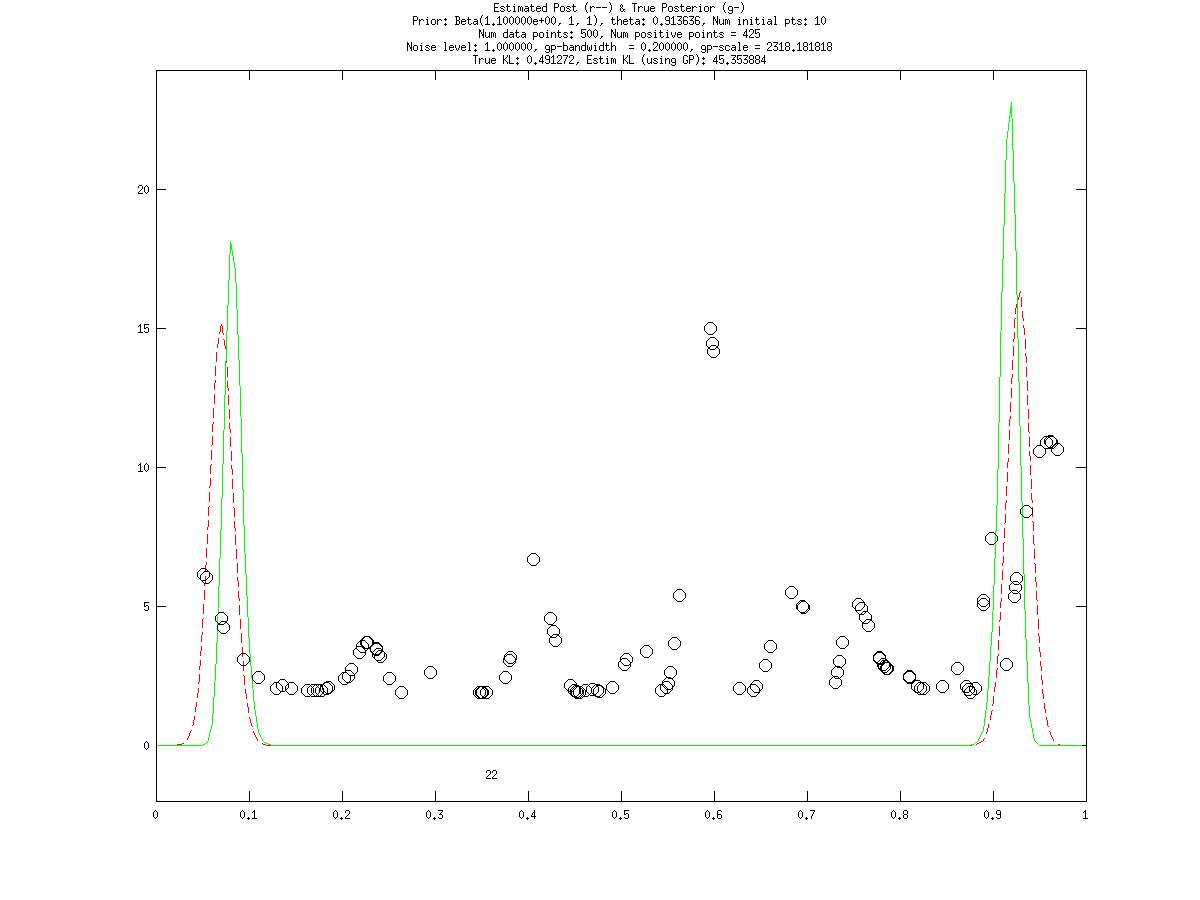 Estimated Post (r--) & True Posterior (g-)
Prior: Beta(1.100000e+00, 1, 1), theta: 0.913636, Num initial pts: 10
Num data points: 500, Num positive points = 425
Noise level: 1.000000, gp-bandwidth  = 0.200000, gp-scale = 2318.181818
True KL: 0.491272, Estim KL (using GP): 45.353884
20
15
10
5
0
22
0 0.1 0.2 0.3 0.4 0.5 0.6 0.7 0.8 0.9 1